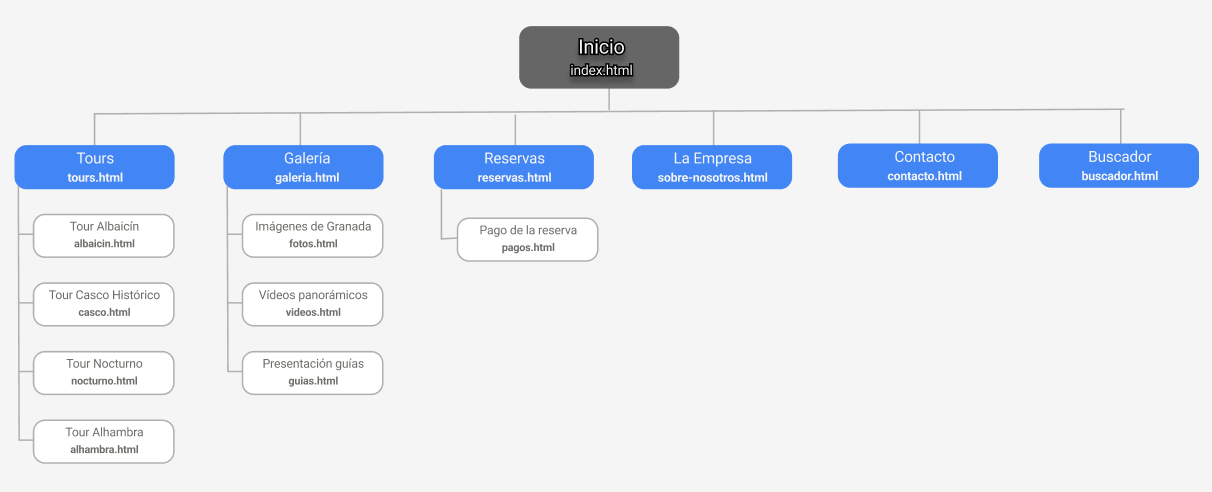 Inicio
index.html
Tours
tours.html
Galería
galeria.html
Reservas
reservas.html
La Empresa
sobre-nosotros.html
Contacto
contacto.html
Buscador
buscador.html
Tour Albaicín
albaicin.html
Tour Casco Histórico
casco.html
Tour Nocturno
nocturno.html
Tour Alhambra
alhambra.html
Imágenes de Granada
fotos.html
Vídeos panorámicos
videos.html
Presentación guías
guias.html
Pago de la reserva
pagos.html